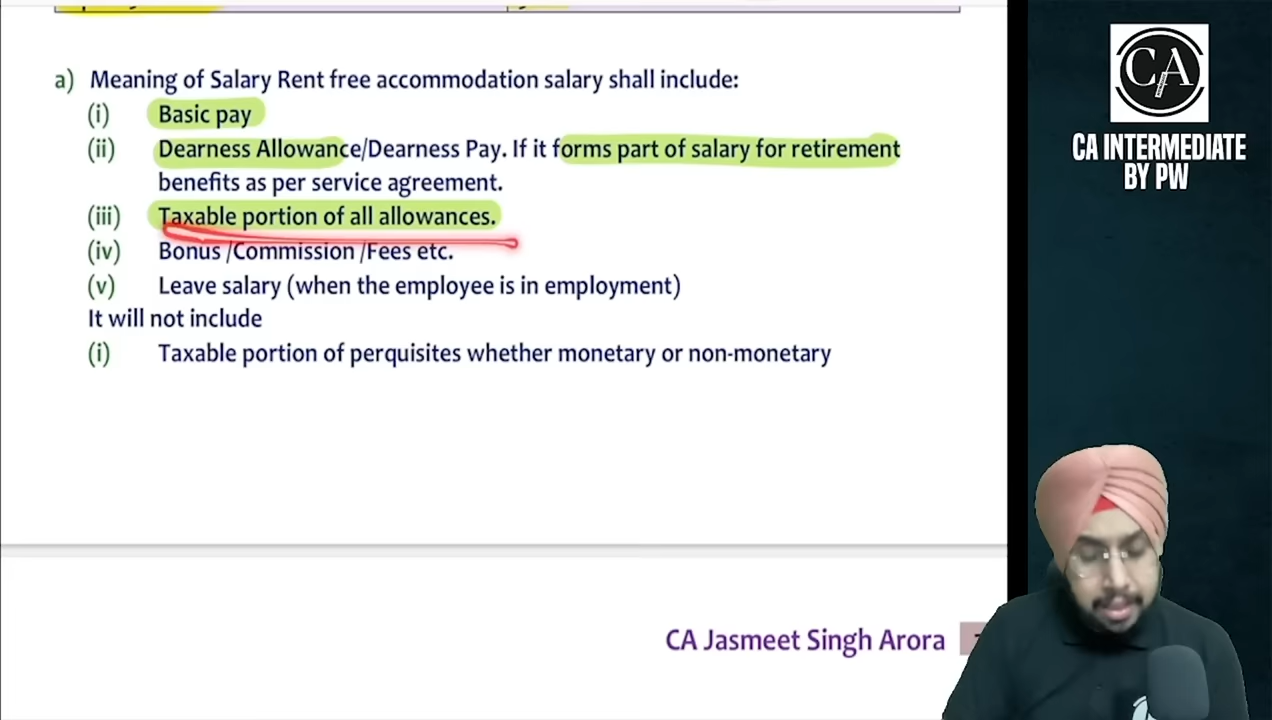 a) Meaning of Salary Rent free accommodation salary shall include:
(i) Basic pay
(ii) Dearness Allowance/Dearness Pay. If it forms part of salary for retirement
benefits as per service agreement.
(iii) Taxable portion of all allowances.
(iv) Bonus /Commission /Fees etc.
(v) Leave salary (when the employee is in employment)
It will not include
(i) Taxable portion of perquisites whether monetary or non-monetary
CA Jasmeet Singh Arora
CA
CA INTERMEDIATE
BY PW